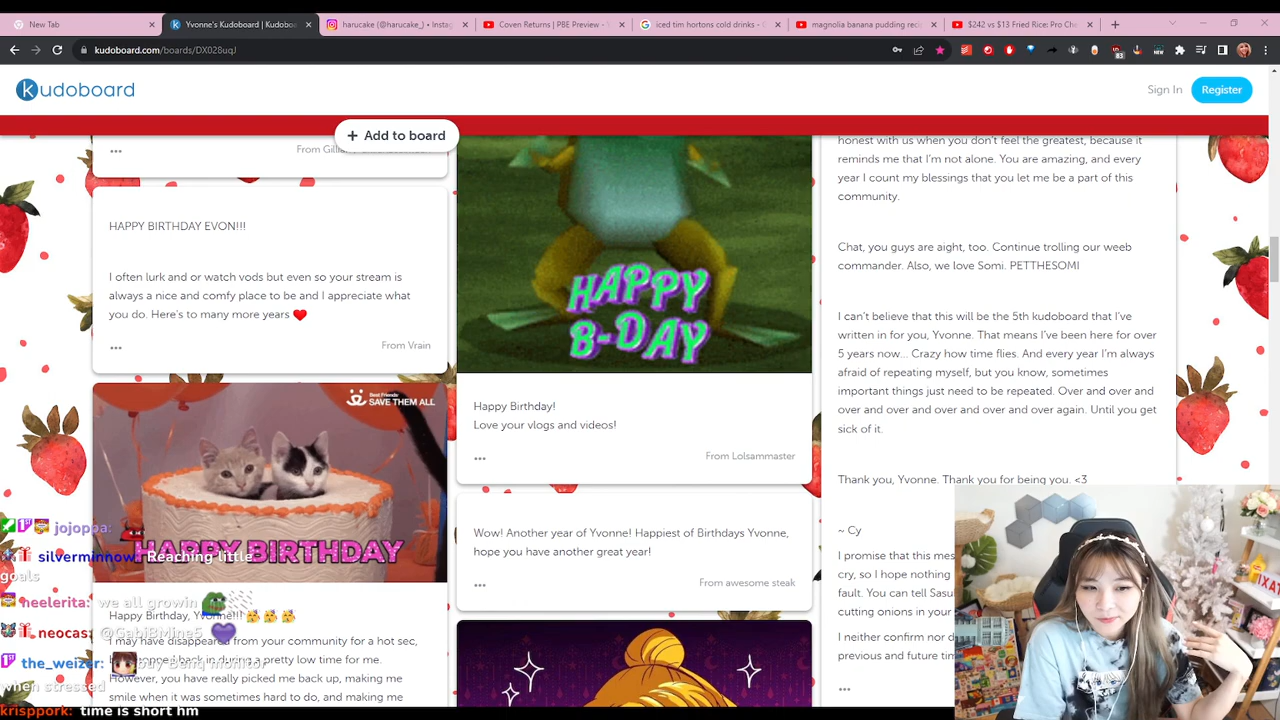 New Tab
Yvonne's Kudoboard | Kudoboa
harucake (@harucake_) • Instag
Coven Returns | PBE Preview -
iced tim hortons cold drinks -
magnolia banana pudding reci
$242 vs $13 Fried Rice: Pro Che
kudoboard.com/boards/DX028uqJ
83
kudoboard
Sign In
Register
+ Add to board
HAPPY BIRTHDAY EVON!!!
I often lurk and or watch vods but even so your stream is
always a nice and comfy place to be and I appreciate what
you do. Here's to many more years ❤️
From Vrain
Best Friends
SAVE THEM ALL
HAPPY BIRTHDAY
Happy Birthday, Yvonne!!! 🥳 🥳 🥳
I may have disappeared from your community for a hot sec,
pretty low time for me.
However, you have really picked me back up, making me
smile when it was sometimes hard to do, and making me
HAPPY
B-DAY
Happy Birthday!
Love your vlogs and videos!
From Lolsammaster
Wow! Another year of Yvonne! Happiest of Birthdays Yvonne,
hope you have another great year!
From awesome steak
honest with us when you don't feel the greatest, because it
reminds me that I'm not alone. You are amazing, and every
year I count my blessings that you let me be a part of this
community.
Chat, you guys are aight, too. Continue trolling our weeb
commander. Also, we love Somi. PETTHESOMI
I can't believe that this will be the 5th kudoboard that I've
written in for you, Yvonne. That means I've been here for over
5 years now... Crazy how time flies. And every year I'm always
afraid of repeating myself, but you know, sometimes
important things just need to be repeated. Over and over and
over and over and over and over and over again. Until you get
sick of it.
Thank you, Yvonne. Thank you for being you. <3
~ Cy
I promise that this mes
cry, so I hope nothing
fault. You can tell Sasu
cutting onions in your
I neither confirm nor d
previous and future tim
jojopba:
silverminnow: Reaching little
goals
heelerita: we all growin
neocas: @GabiBMine5
the_weizer:
when stressed
krisppork: time is short hm